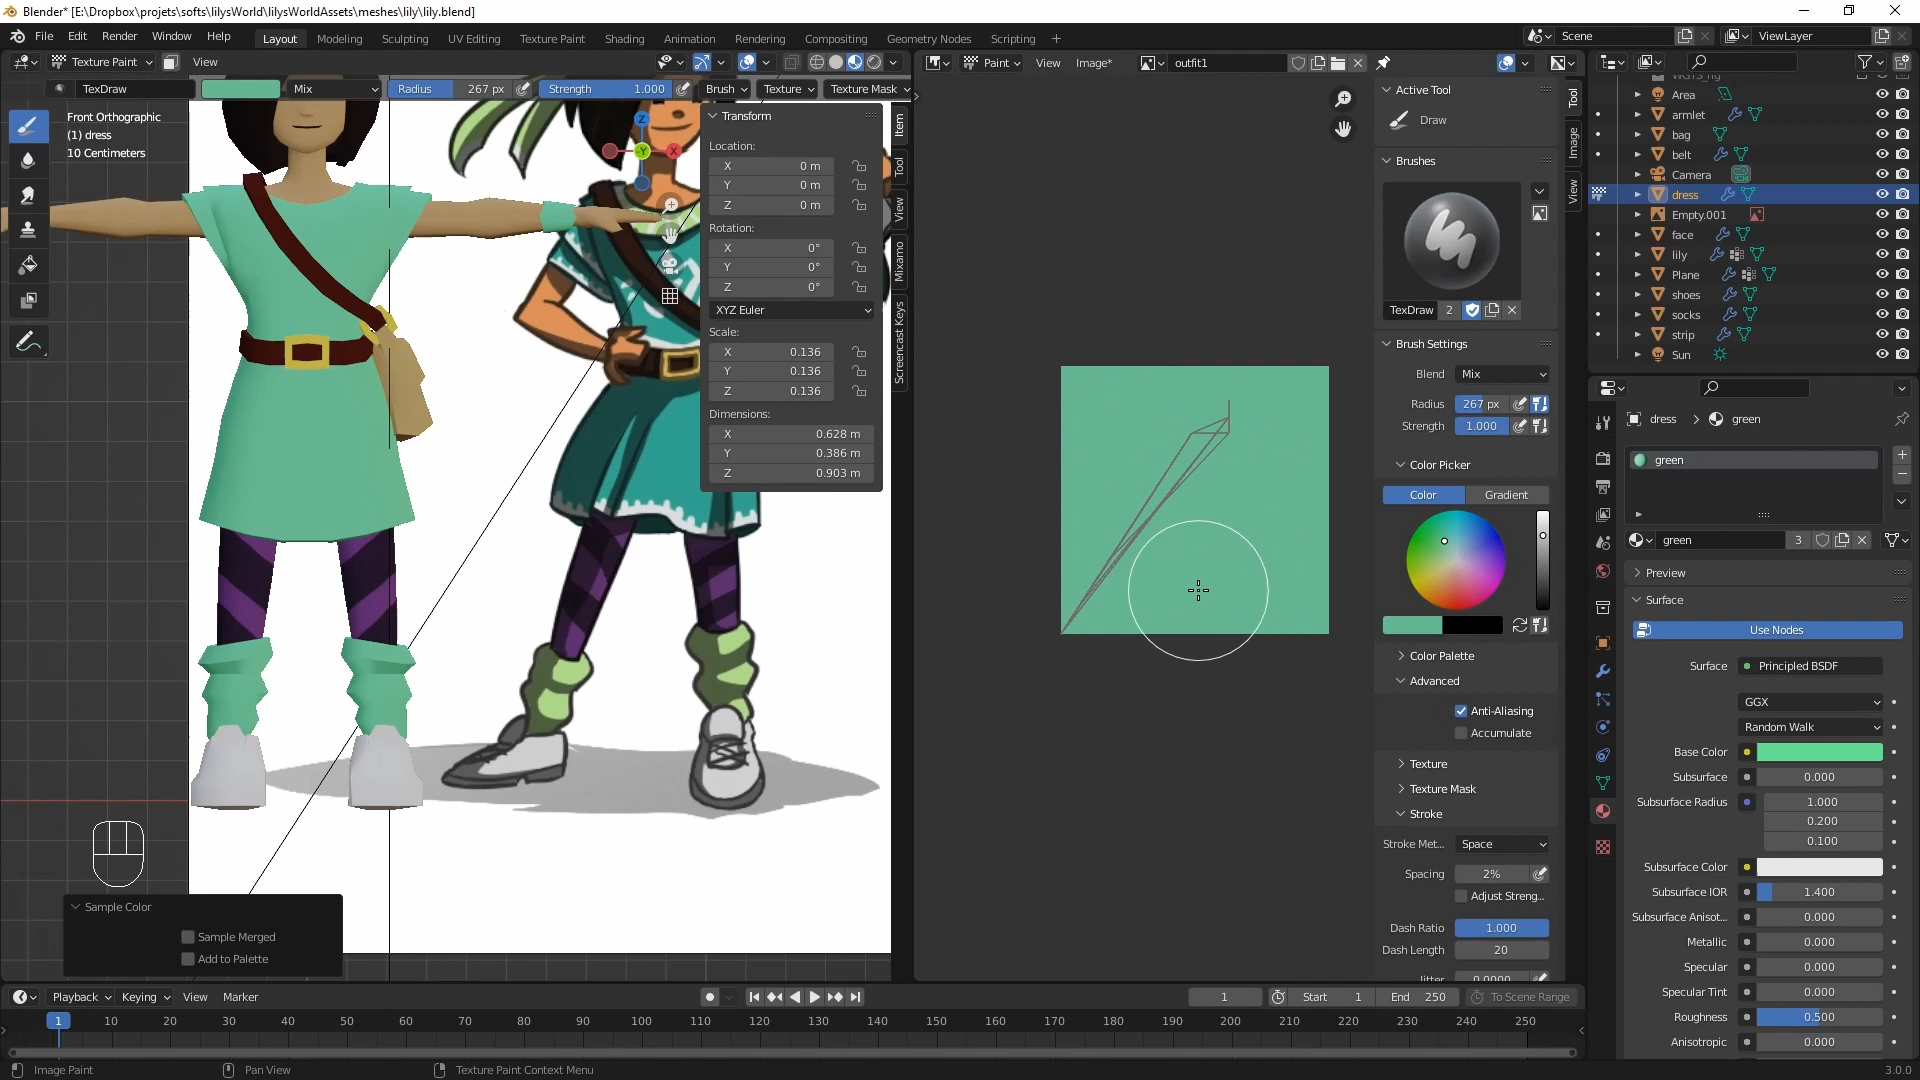 Blender* [E:\Dropbox\projets\softs\lilysWorld\lilysWorldAssets\meshes\lily\lily.blend]
File Edit Render Window Help Layout Modeling Sculpting UV Editing Texture Paint Shading Animation Rendering Compositing Geometry Nodes Scripting + Scene ViewLayer
Texture Paint View Paint View Image* outfit1
TexDraw Mix Radius 267 px Strength 1.000 Brush Texture Texture Mask
Front Orthographic
(1) dress
10 Centimeters
Z
X
-Y
Transform
Location:
X 0 m
Y 0 m
Z 0 m
Rotation:
X 0°
Y 0°
Z 0°
XYZ Euler
Scale:
X 0.136
Y 0.136
Z 0.136
Dimensions:
X 0.628 m
Y 0.386 m
Z 0.903 m
Item
Tool
View
Mixamo
Screencast Keys
Sample Color
Sample Merged
Add to Palette
Active Tool
Draw
Brushes
TexDraw 2
Brush Settings
Blend Mix
Radius 267 px
Strength 1.000
Color Picker
Color Gradient
Color Palette
Advanced
Anti-Aliasing
Accumulate
Texture
Texture Mask
Stroke
Stroke Met... Space
Spacing 2%
Adjust Streng...
Dash Ratio 1.000
Dash Length 20
Jitter 0.0000
Tool
Image
View
WGTS_rig
Area
armlet
bag
belt
Camera
dress
Empty.001
face
lily
Plane
shoes
socks
strip
Sun
dress > green
green
green 3
Preview
Surface
Use Nodes
Surface Principled BSDF
GGX
Random Walk
Base Color
Subsurface 0.000
Subsurface Radius 1.000
0.200
0.100
Subsurface Color
Subsurface IOR 1.400
Subsurface Anisot... 0.000
Metallic 0.000
Specular 0.000
Specular Tint 0.000
Roughness 0.500
Anisotropic 0.000
Playback Keying View Marker 1 Start 1 End 250 To Scene Range
1 10 20 30 40 50 60 70 80 90 100 110 120 130 140 150 160 170 180 190 200 210 220 230 240 250
Image Paint Pan View Texture Paint Context Menu 3.0.0